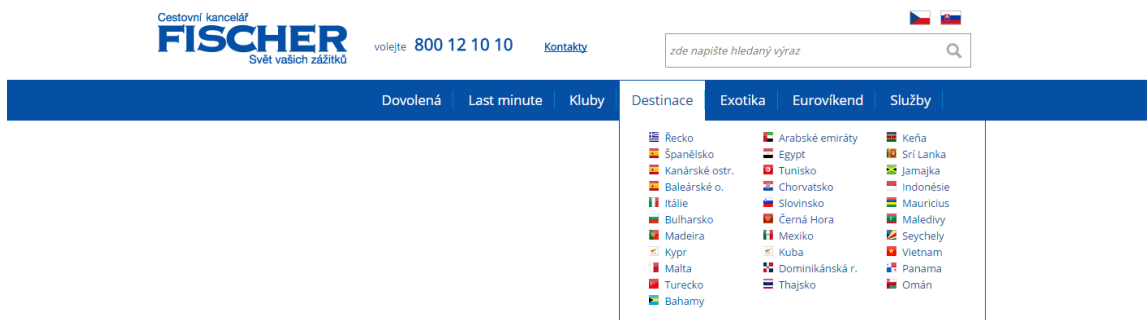 Cestovní kancelář
FISCHER
Svět vašich zážitků
volejte 800 12 10 10
Kontakty
zde napište hledaný výraz
Dovolená
Last minute
Kluby
Destinace
Exotika
Eurovíkend
Služby
Řecko
Španělsko
Kanárské ostr.
Baleárské o.
Itálie
Bulharsko
Madeira
Kypr
Malta
Turecko
Bahamy
Arabské emiráty
Egypt
Tunisko
Chorvatsko
Slovinsko
Černá Hora
Mexiko
Kuba
Dominikánská r.
Thajsko
Keňa
Srí Lanka
Jamajka
Indonésie
Mauricius
Maledivy
Seychely
Vietnam
Panama
Omán